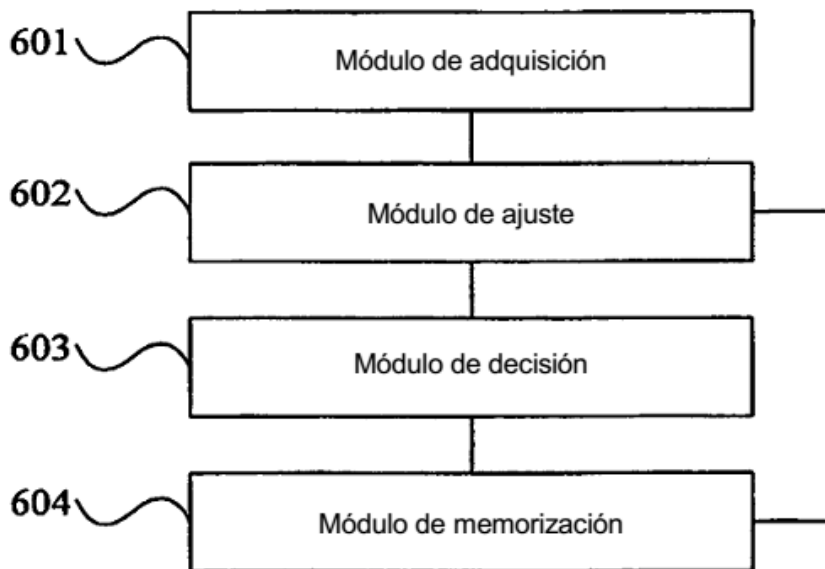 601
Módulo de adquisición
602
Módulo de ajuste
603
Módulo de decisión
604
Módulo de memorización